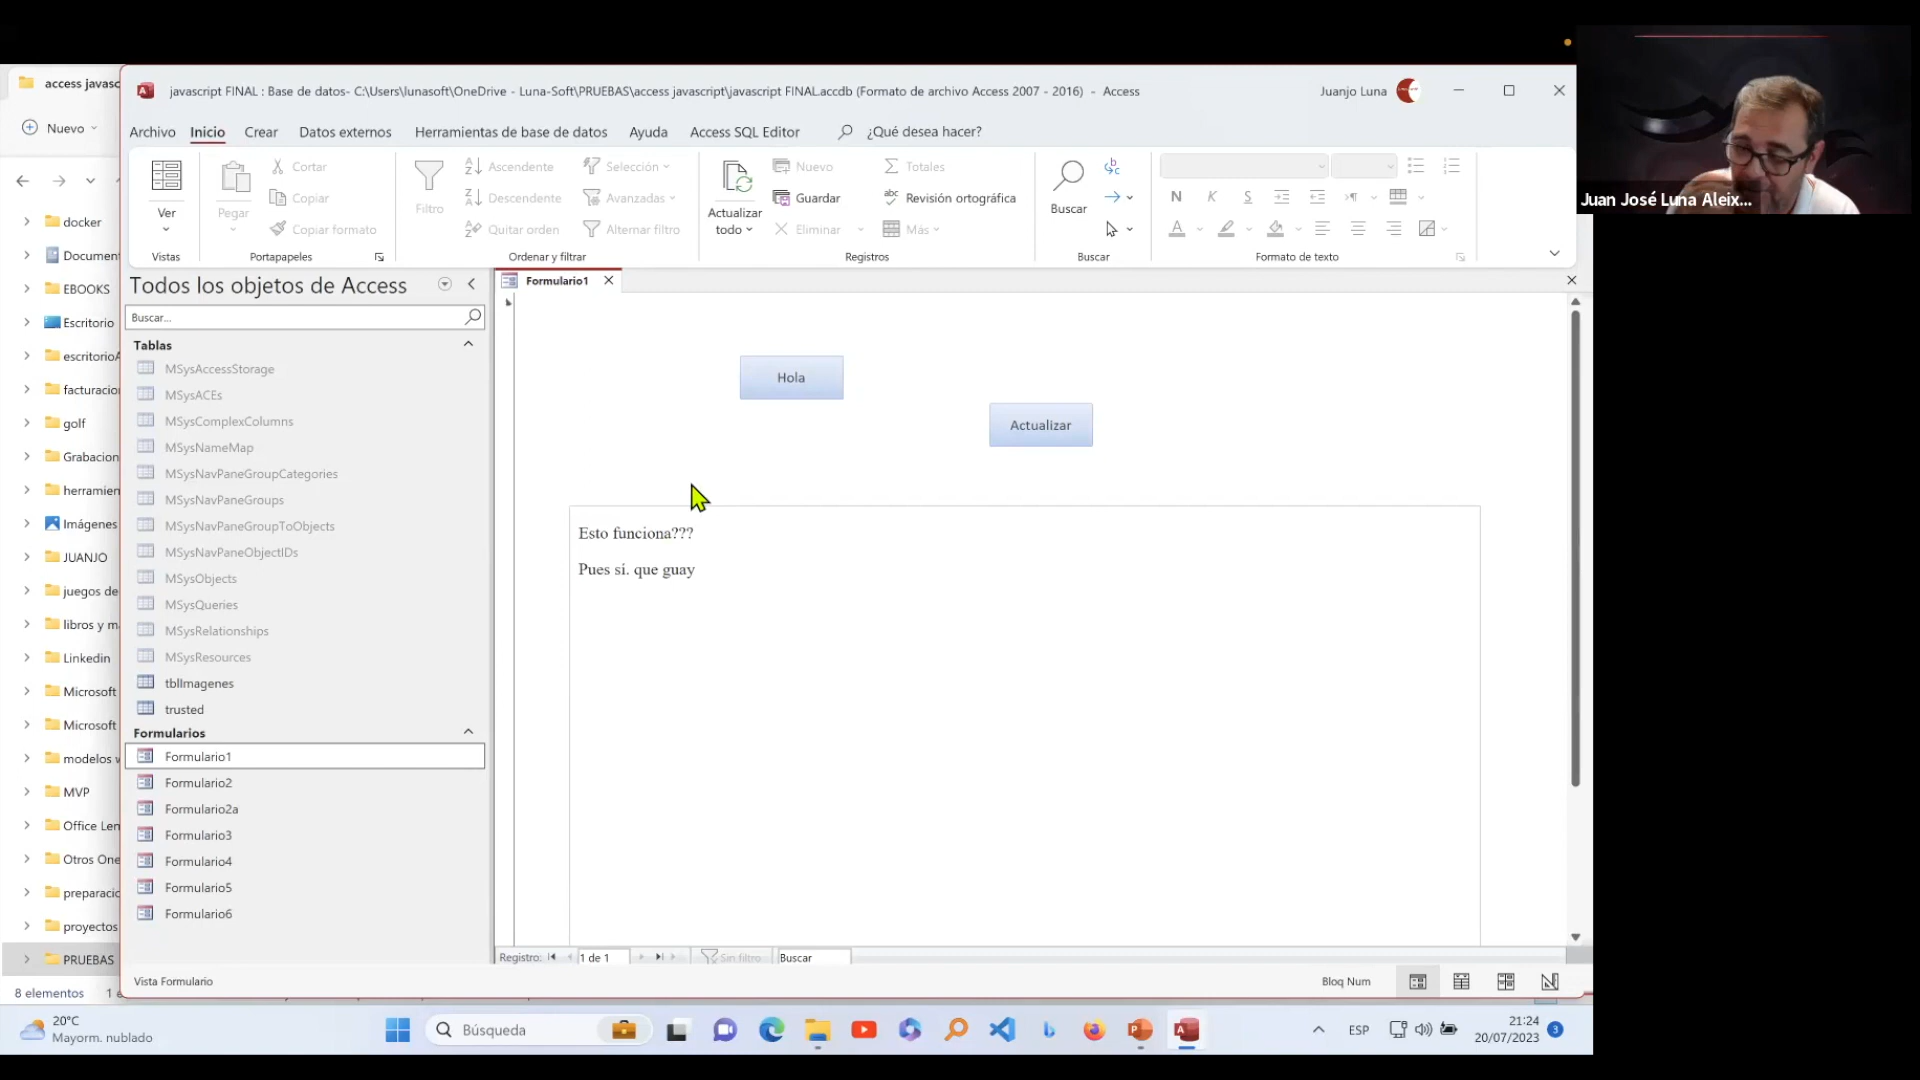 access javasc
Nuevo
docker
Document
EBOOKS
Escritorio
escritorioA
facturacio
golf
Grabacion
herramien
Imágenes
JUANJO
juegos de
libros y m
Linkedin
Microsoft
Microsoft
modelos w
MVP
Office Len
Otros One
preparacio
proyectos
PRUEBAS
8 elementos
javascript FINAL : Base de datos- C:\Users\lunasoft\OneDrive - Luna-Soft\PRUEBAS\access javascript\javascript FINAL.accdb (Formato de archivo Access 2007 - 2016) - Access
Juanjo Luna
Archivo Inicio Crear Datos externos Herramientas de base de datos Ayuda Access SQL Editor ¿Qué desea hacer?
Ver
Vistas
Pegar
Cortar
Copiar
Copiar formato
Portapapeles
Filtro
Ascendente
Descendente
Quitar orden
Selección
Avanzadas
Alternar filtro
Ordenar y filtrar
Actualizar
todo
Nuevo
Guardar
Eliminar
Totales
Revisión ortográfica
Más
Registros
Buscar
Buscar
N K S
A
Formato de texto
Todos los objetos de Access
Buscar...
Tablas
MSysAccessStorage
MSysACEs
MSysComplexColumns
MSysNameMap
MSysNavPaneGroupCategories
MSysNavPaneGroups
MSysNavPaneGroupToObjects
MSysNavPaneObjectIDs
MSysObjects
MSysQueries
MSysRelationships
MSysResources
tblImagenes
trusted
Formularios
Formulario1
Formulario2
Formulario2a
Formulario3
Formulario4
Formulario5
Formulario6
Formulario1
Hola
Actualizar
Esto funciona???
Pues sí. que guay
Registro: 1 de 1 Sin filtro Buscar
Vista Formulario
Bloq Num
20°C
Mayorm. nublado
Búsqueda
ESP
21:24
20/07/2023
3
Juan José Luna Aleix...